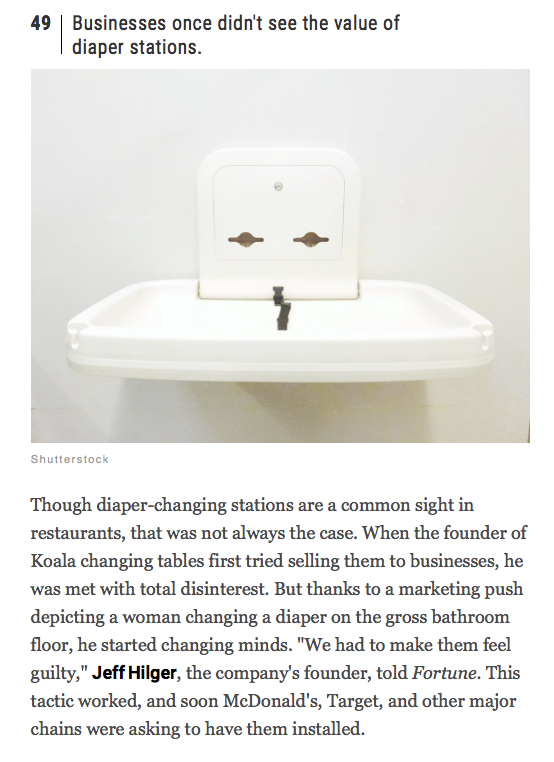 49 Businesses once didn't see the value of
diaper stations.
Shutterstock
Though diaper-changing stations are a common sight in
restaurants, that was not always the case. When the founder of
Koala changing tables first tried selling them to businesses, he
was met with total disinterest. But thanks to a marketing push
depicting a woman changing a diaper on the gross bathroom
floor, he started changing minds. "We had to make them feel
guilty," Jeff Hilger, the company's founder, told Fortune. This
tactic worked, and soon McDonald's, Target, and other major
chains were asking to have them installed.